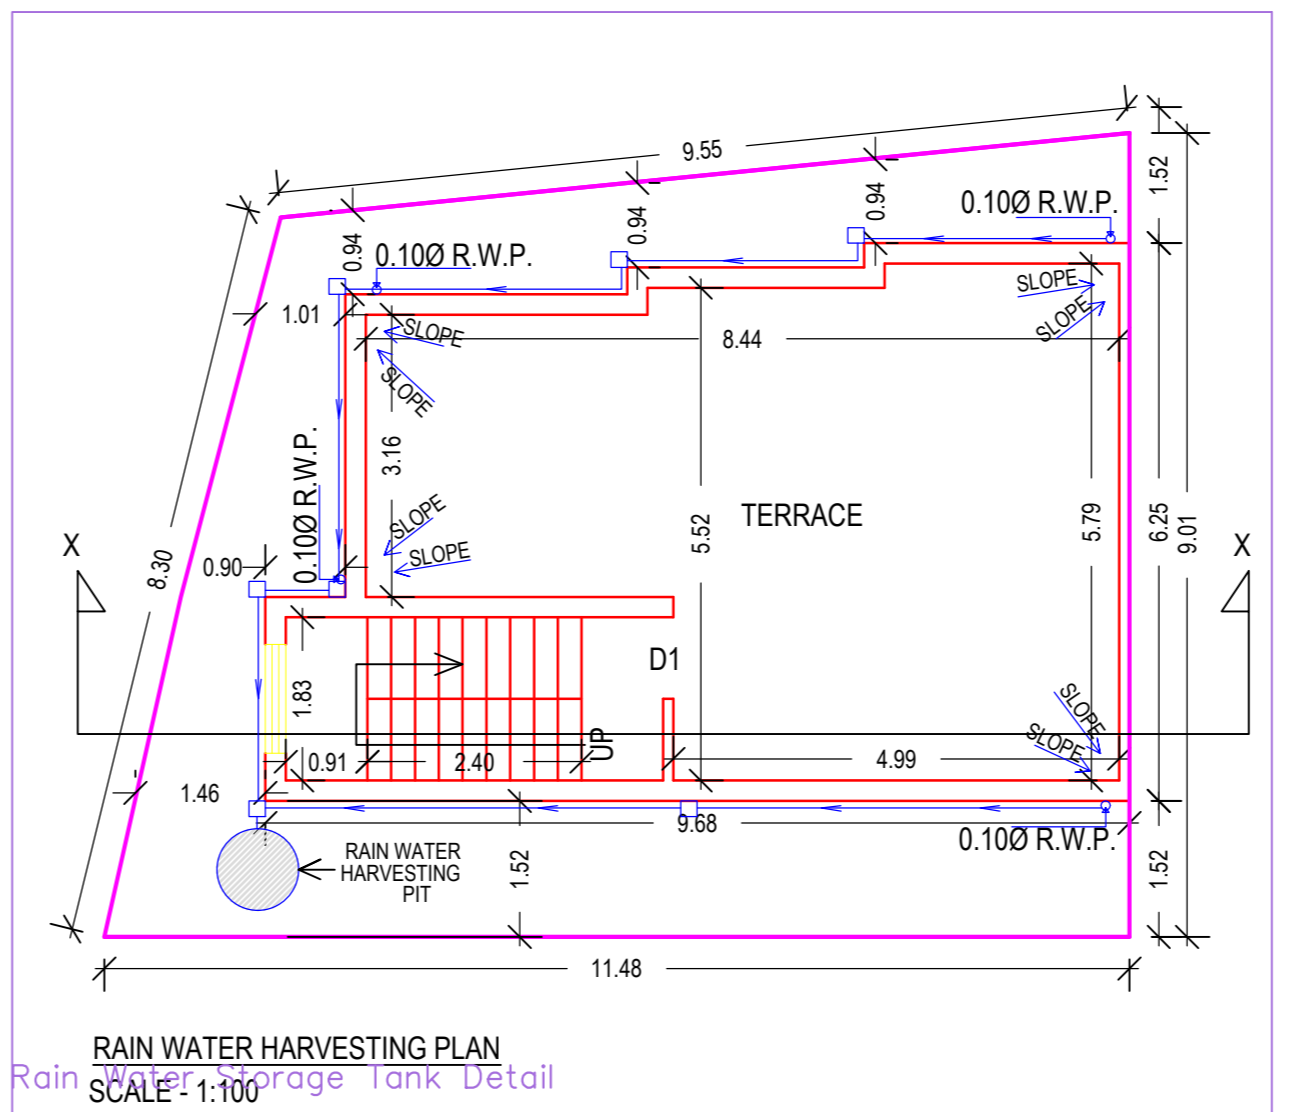 9.55
1.52
0.10Ø R.W.P.
0.94
0.94
0.94
0.10Ø R.W.P.
SLOPE
SLOPE
1.01
SLOPE
SLOPE
8.44
3.16
0.10Ø R.W.P.
TERRACE
5.52
5.79
6.25
9.01
SLOPE
SLOPE
X
X
8.30
0.90
D1
1.83
UP
SLOPE
SLOPE
0.91
2.40
4.99
1.46
9.68
0.10Ø R.W.P.
RAIN WATER
HARVESTING
PIT
1.52
1.52
11.48
RAIN WATER HARVESTING PLAN
Rain Water Storage Tank Detail
SCALE - 1:100